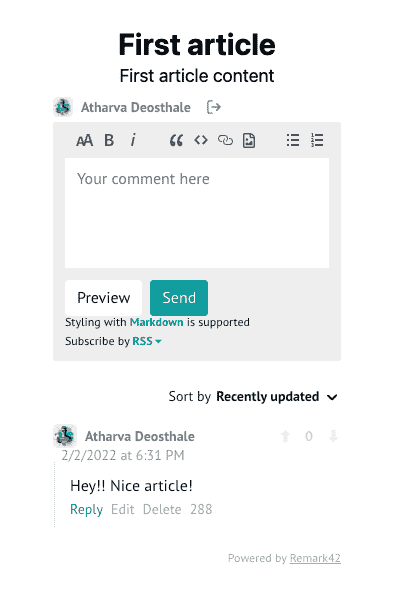 First article
First article content
Atharva Deosthale
AA B i
Your comment here
Preview Send
Styling with Markdown is supported
Subscribe by RSS
Sort by Recently updated
Atharva Deosthale 0
2/2/2022 at 6:31 PM
Hey!! Nice article!
Reply Edit Delete 288
Powered by Remark42